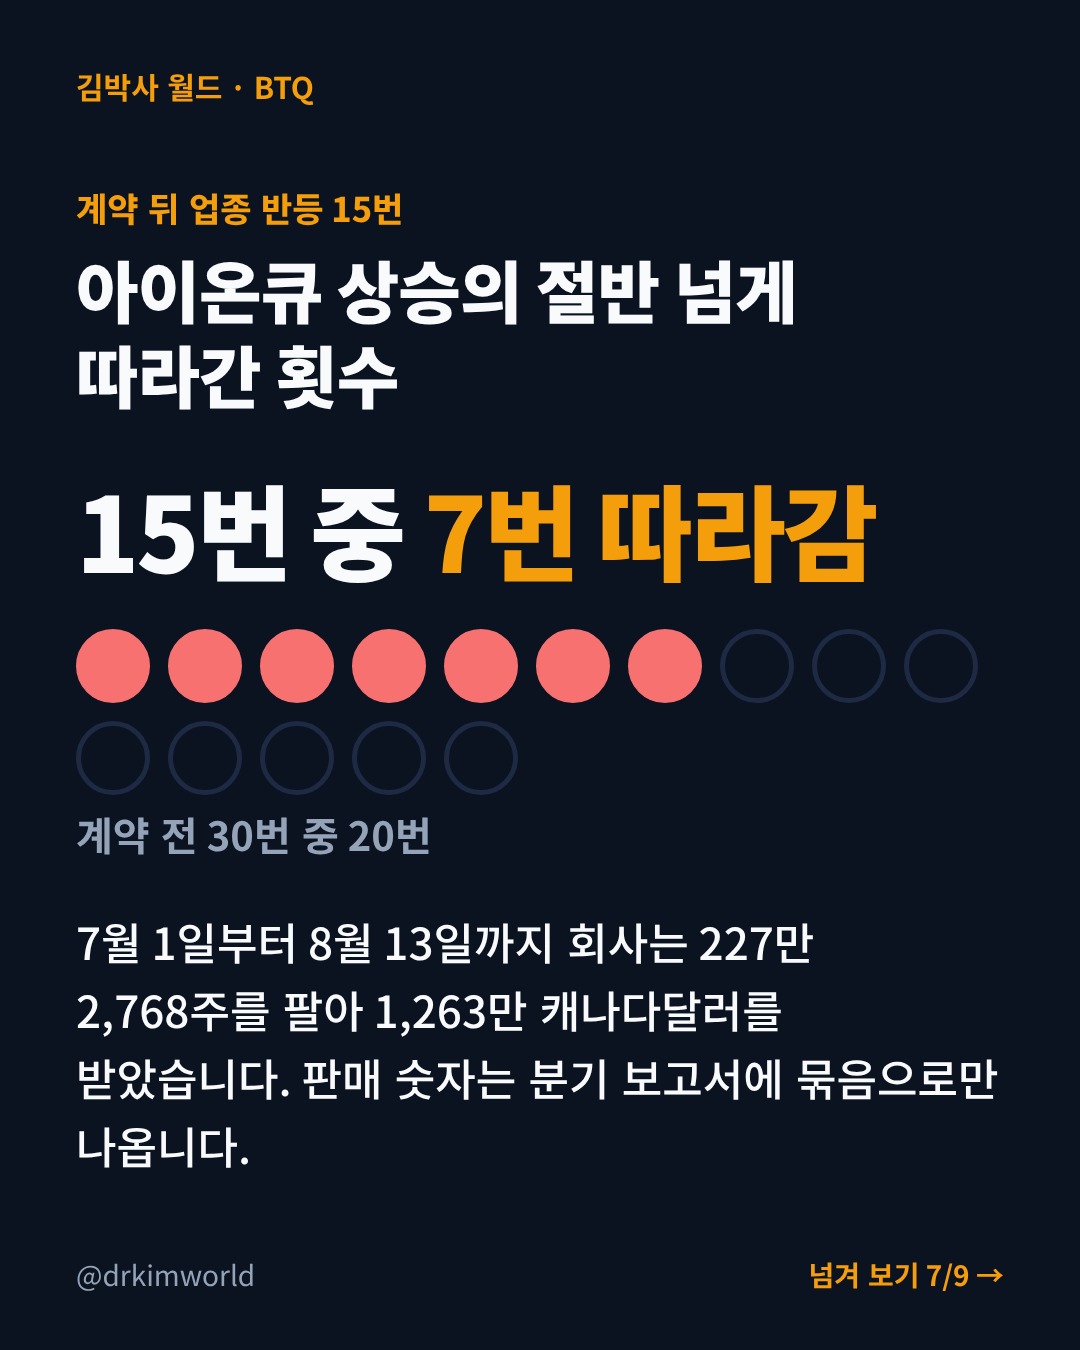 김박사 월드 · BTQ
계약 뒤 업종 반등 15번
아이온큐 상승의 절반 넘게
따라간 횟수
15번 중 7번 따라감
계약 전 30번 중 20번
7월 1일부터 8월 13일까지 회사는 227만
2,768주를 팔아 1,263만 캐나다달러를
받았습니다. 판매 숫자는 분기 보고서에 묶음으로만
나옵니다.
@drkimworld
넘겨 보기 7/9 →